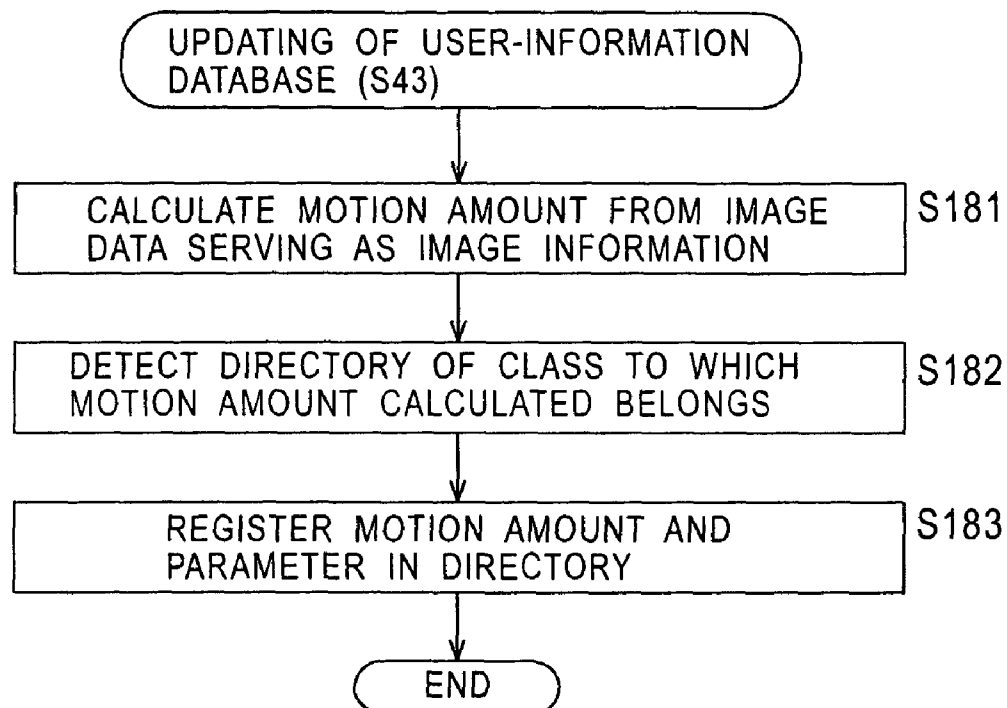 UPDATING OF USER-INFORMATION
DATABASE (S43)
CALCULATE MOTION AMOUNT FROM IMAGE
DATA SERVING AS IMAGE INFORMATION
S181
DETECT DIRECTORY OF CLASS TO WHICH
MOTION AMOUNT CALCULATED BELONGS
S182
REGISTER MOTION AMOUNT AND
PARAMETER IN DIRECTORY
S183
END